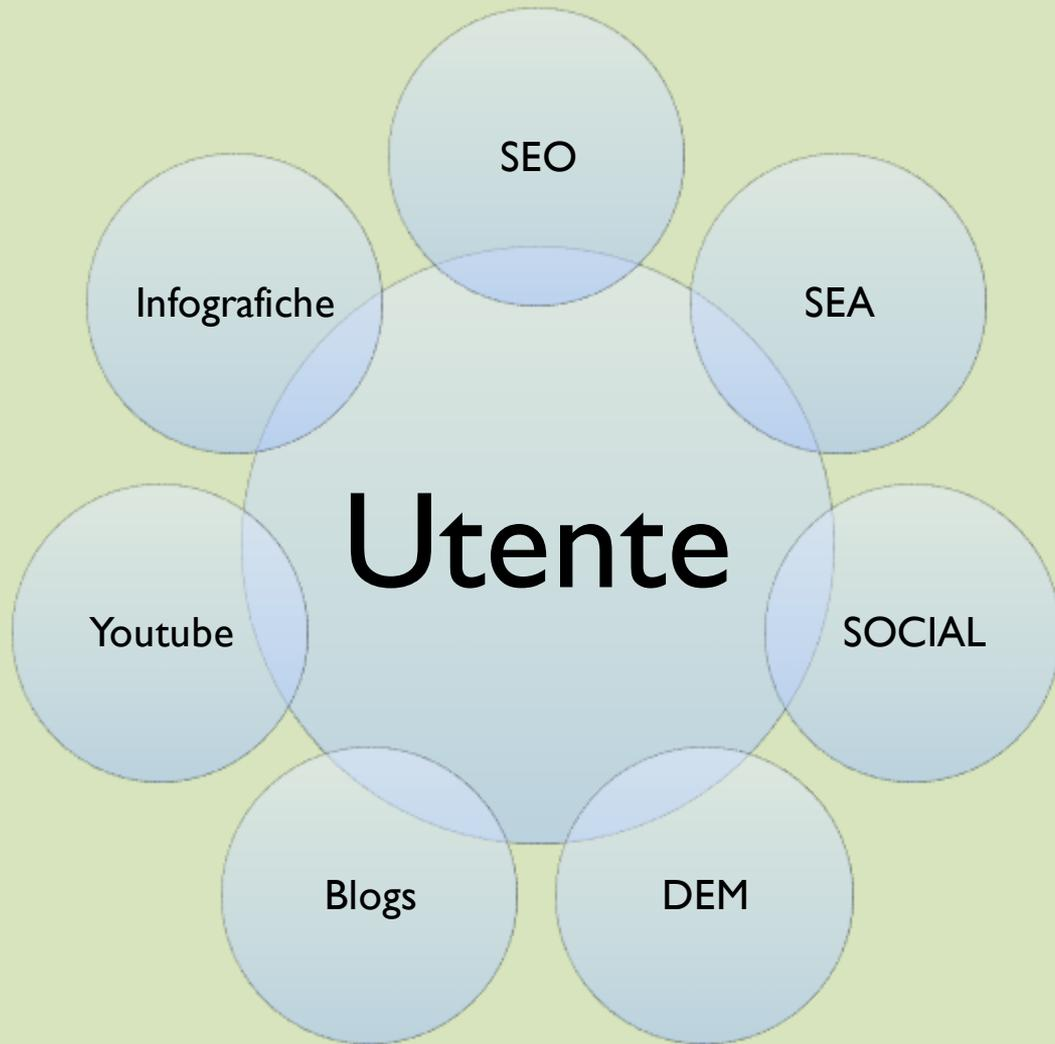 SEO
Infografiche
SEA
Utente
Youtube
SOCIAL
Blogs
DEM